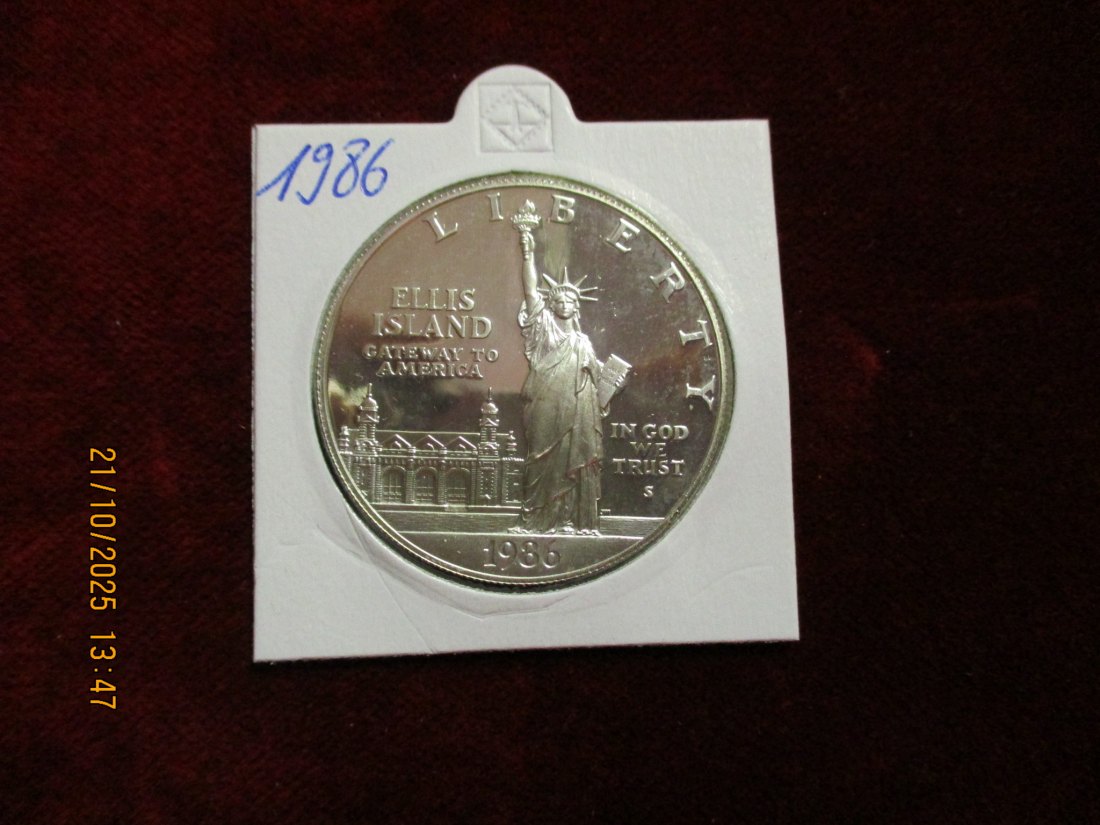 1986
LIBERTY
ELLIS
ISLAND
GATEWAY TO
AMERICA
IN GOD
WE
TRUST
S
1986
21/10/2025 13:47